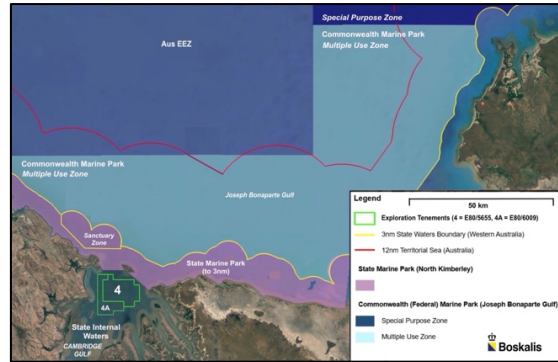 Special Purpose Zone
Commonwealth Marine Park
Multiple Use Zone
Aus EEZ
Commonwealth Marine Park
Multiple Use Zone
Joseph Bonaparte Gulf
Sanctuary
Zone
State Marine Park
(to 3nm)
4
4A
State Internal
Waters
CAMBRIDGE
GULF
Legend
50 km
Exploration Tenements (4 = E80/5655, 4A = E80/6009)
3nm State Waters Boundary (Western Australia)
12nm Territorial Sea (Australia)
State Marine Park (North Kimberley)
Commonwealth (Federal) Marine Park (Joseph Bonaparte Gulf)
Special Purpose Zone
Multiple Use Zone
Boskalis